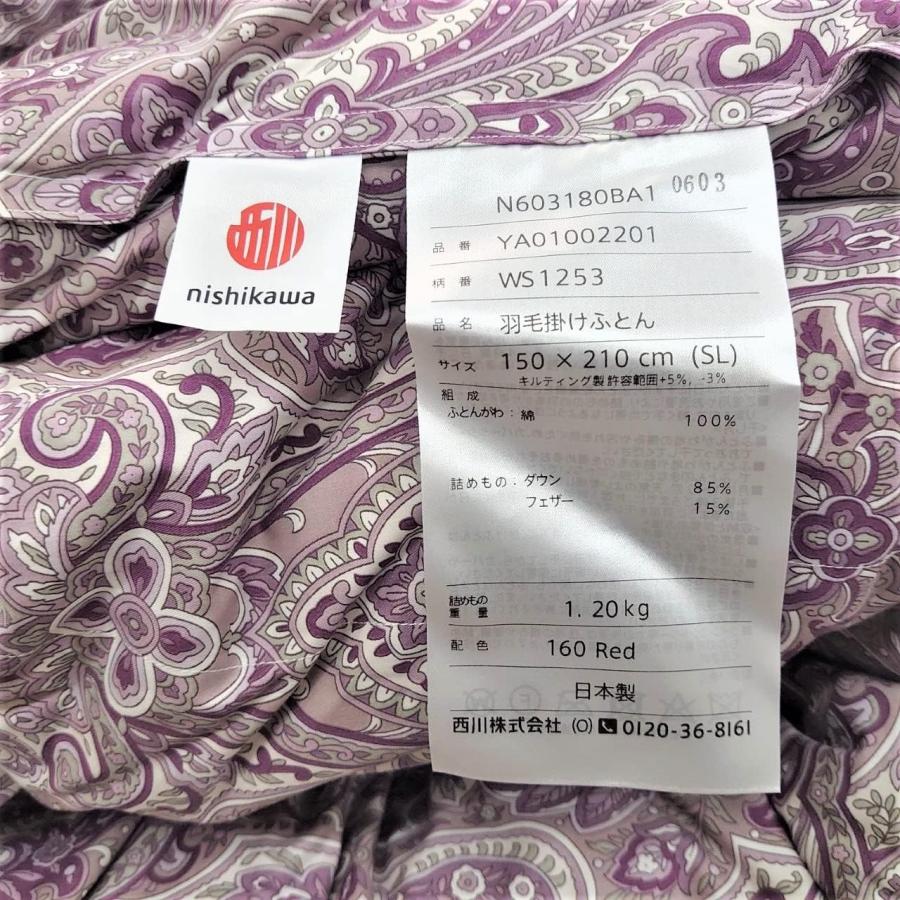 西川
nishikawa
N603180BA1 0603
品番 YA01002201
柄番 WS1253
品名 羽毛掛けふとん
サイズ 150 × 210 cm (SL)
キルティング製 許容範囲+5%, -3%
組成
ふとんがわ：綿 100%
詰めもの：ダウン 85%
フェザー 15%
詰めもの
重量 1.20kg
配色 160 Red
日本製
西川株式会社 (O) 0120-36-8161